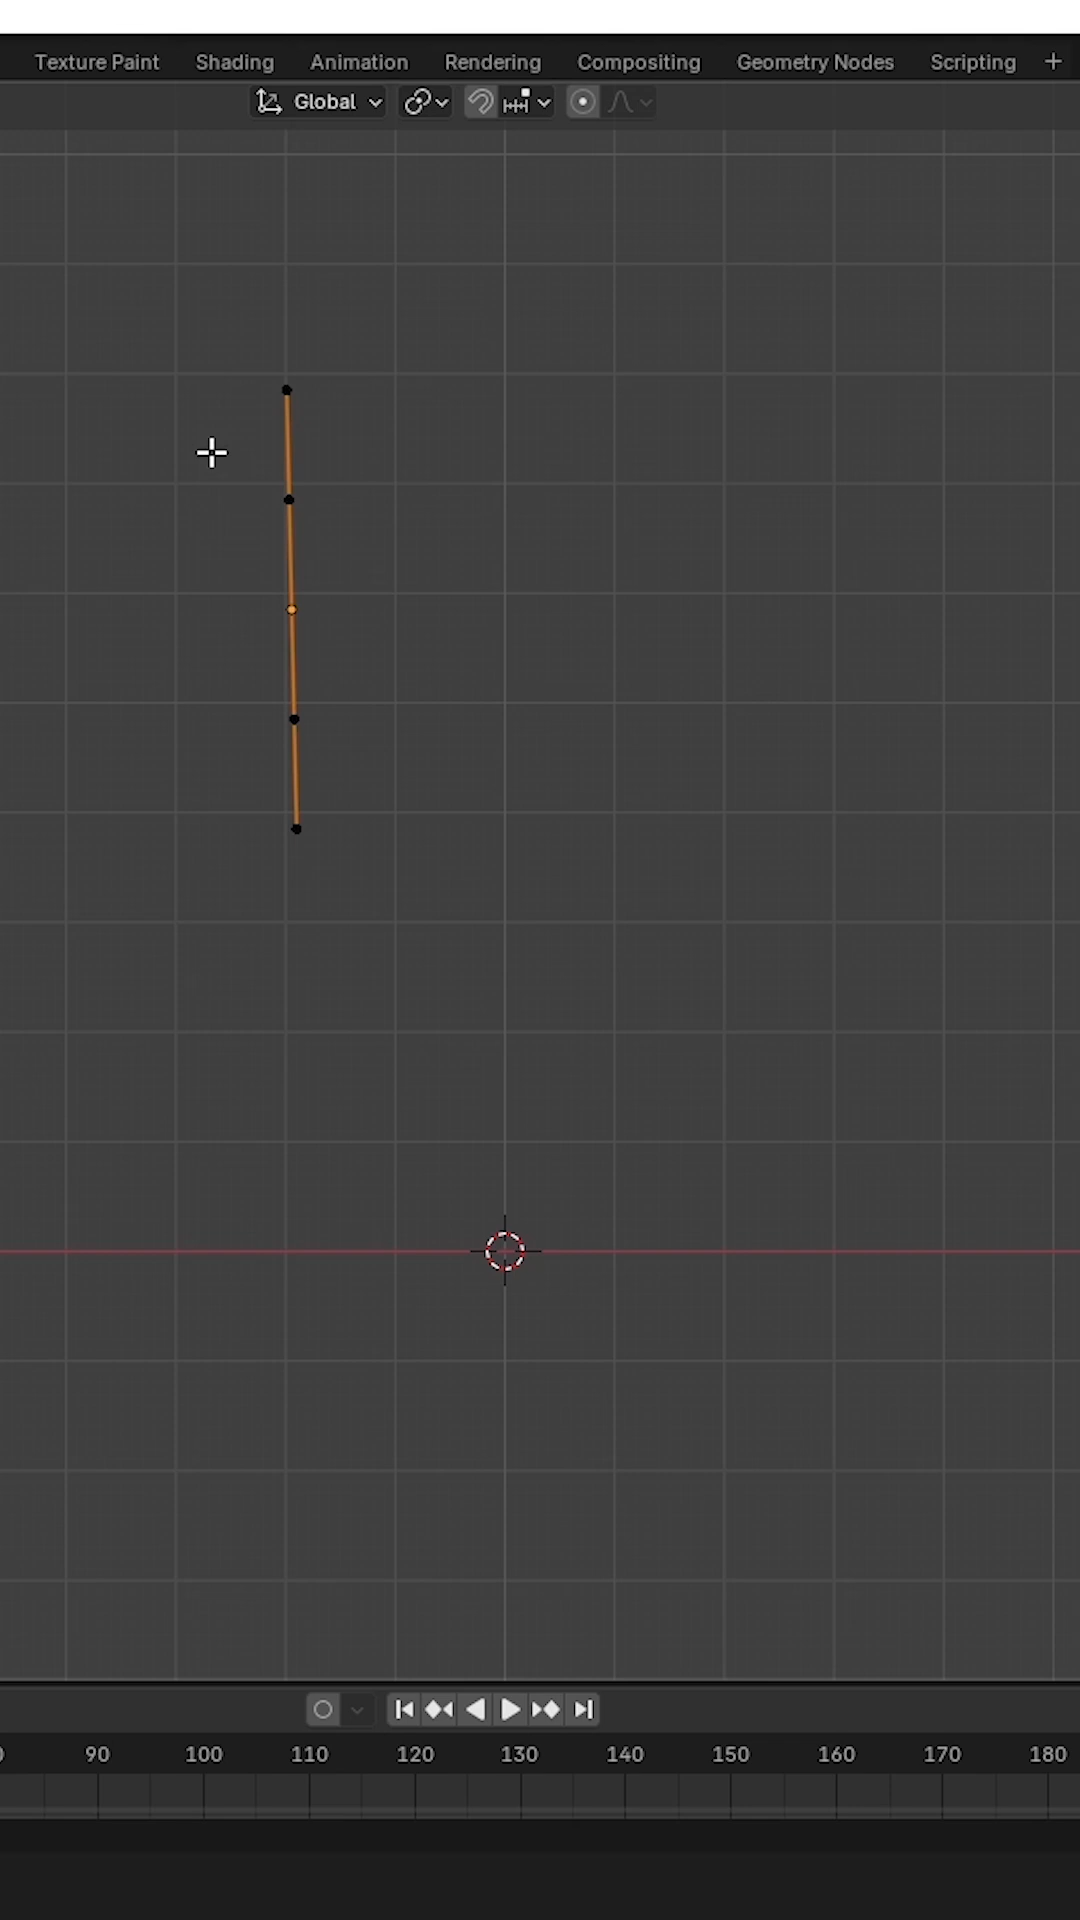 Texture Paint Shading Animation Rendering Compositing Geometry Nodes Scripting +
Global
90 100 110 120 130 140 150 160 170 180